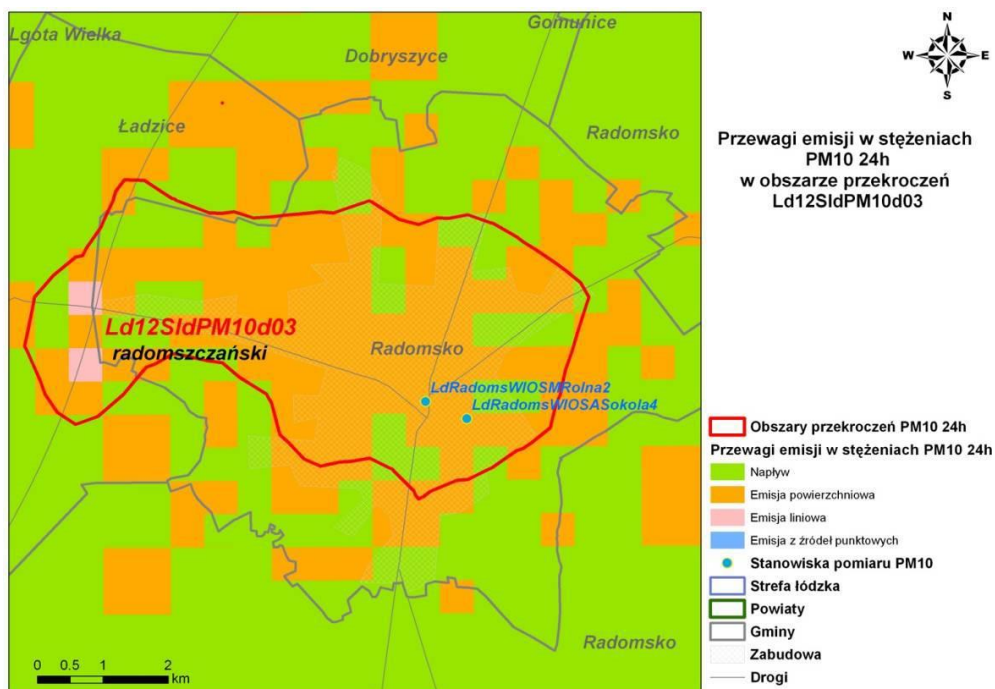 Lgota Wielka
Gomunice
Dobryszyce
Ładzice
Radomsko
Ld12SldPM10d03
radomszczański
Radomsko
LdRadomsWIOSMRolna2
LdRadomsWIOSASokola4
Radomsko
0 0.5 1 2
km
N
W E
S
Przewagi emisji w stężeniach
PM10 24h
w obszarze przekroczeń
Ld12SldPM10d03
Obszary przekroczeń PM10 24h
Przewagi emisji w stężeniach PM10 24h
Napływ
Emisja powierzchniowa
Emisja liniowa
Emisja z źródeł punktowych
Stanowiska pomiaru PM10
Strefa łódzka
Powiaty
Gminy
Zabudowa
Drogi